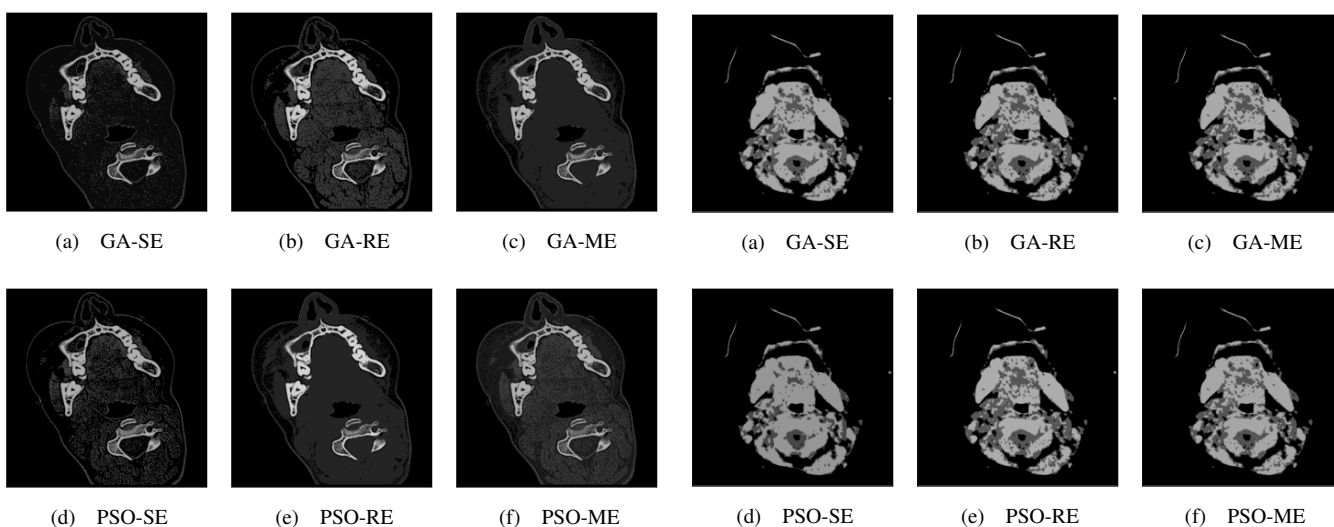 (a) GA-SE (b) GA-RE (c) GA-ME (a) GA-SE (b) GA-RE (c) GA-ME
(d) PSO-SE (e) PSO-RE (f) PSO-ME (d) PSO-SE (e) PSO-RE (f) PSO-ME